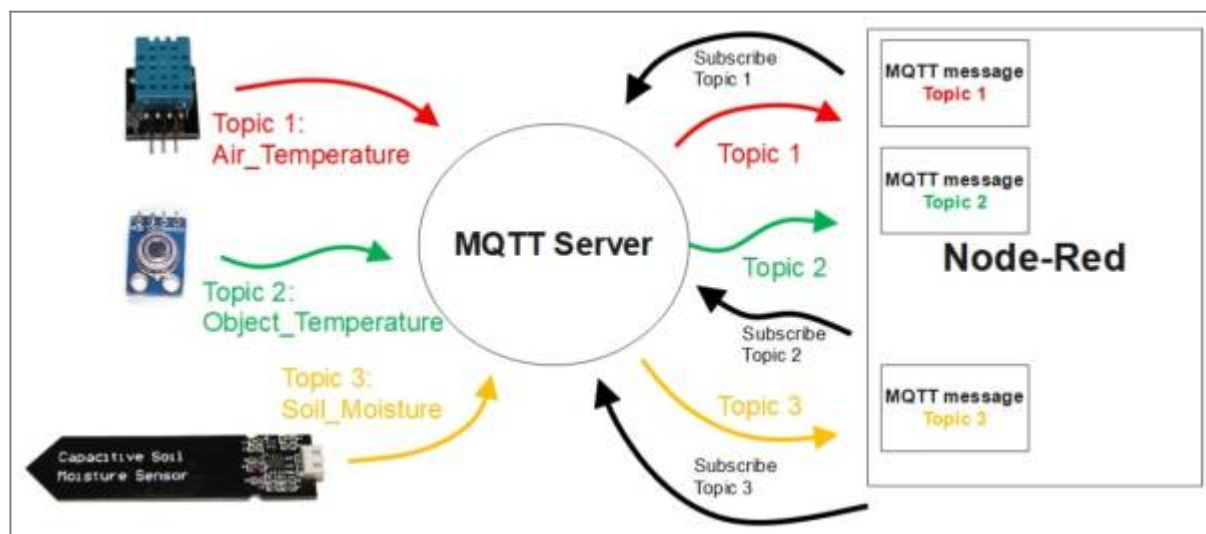 Topic 1:
Air_Temperature
Topic 2:
Object_Temperature
Topic 3:
Soil_Moisture
Capacitive Soil
Moisture Sensor
MQTT Server
Subscribe
Topic 1
Topic 1
Topic 2
Subscribe
Topic 2
Topic 3
Subscribe
Topic 3
MQTT message
Topic 1
MQTT message
Topic 2
Node-Red
MQTT message
Topic 3